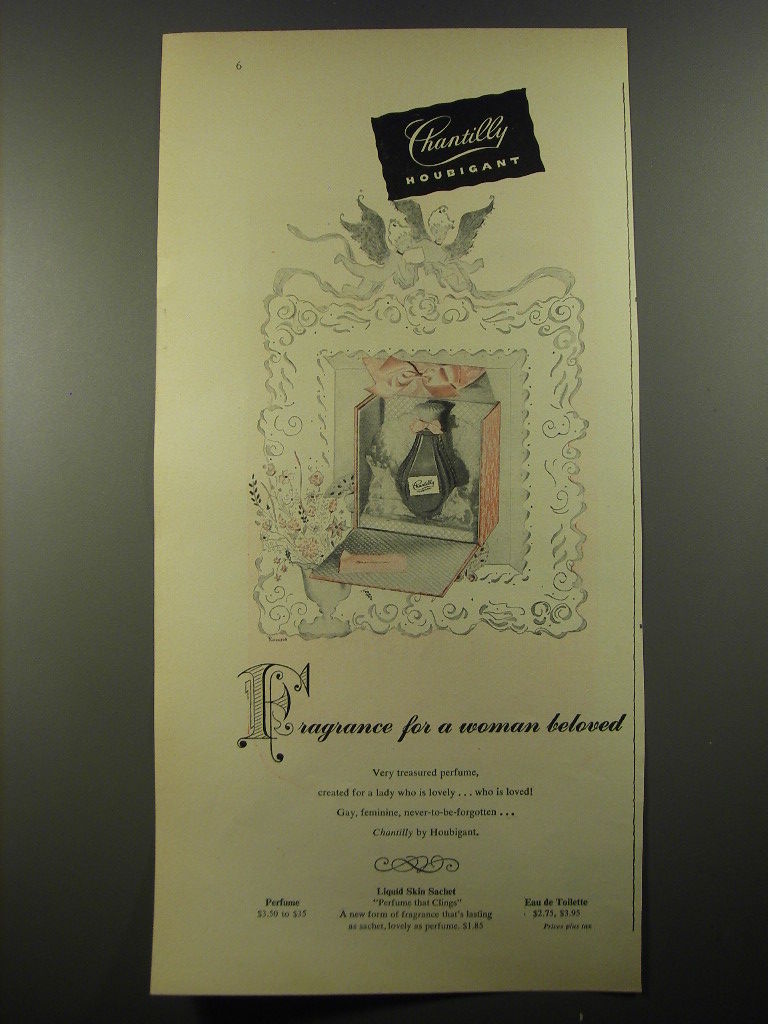 6
Chantilly
HOUBIGANT
Chantilly
Fragrance for a woman beloved
Very treasured perfume,
created for a lady who is lovely . . . who is loved!
Gay, feminine, never-to-be-forgotten . . .
Chantilly by Houbigant.
Perfume
$3.50 to $35
Liquid Skin Sachet
"Perfume that Clings"
A new form of fragrance that's lasting
as sachet, lovely as perfume. $1.85
Eau de Toilette
$2.75, $3.95
Prices plus tax